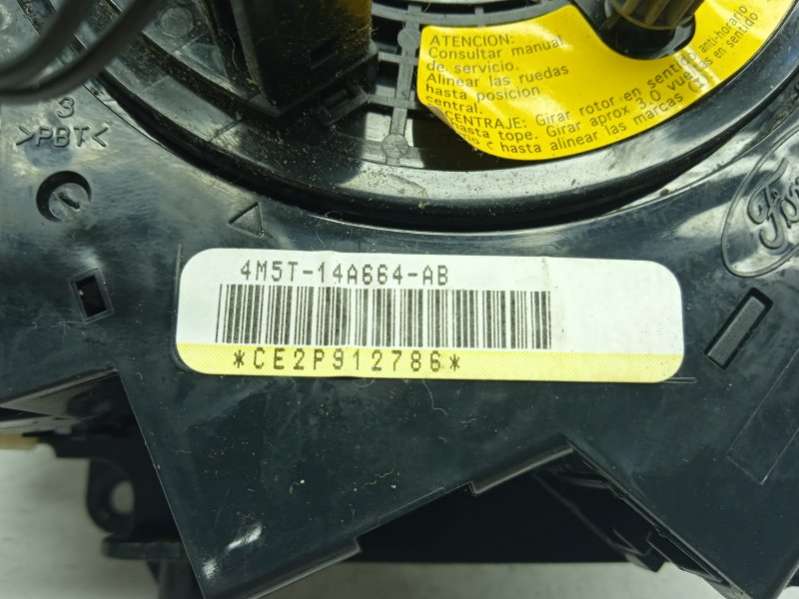 ATENCION:
Consultar manual
de servicio.
Alinear las ruedas
hasta posicion
central.
CENTRAJE: Girar rotor en sentido anti-horario
hasta tope. Girar aprox 3.0 en sentido
hasta alinear las marcas
3
>PBT<
Ford
4M5T-14A664-AB
*CE2P912786*